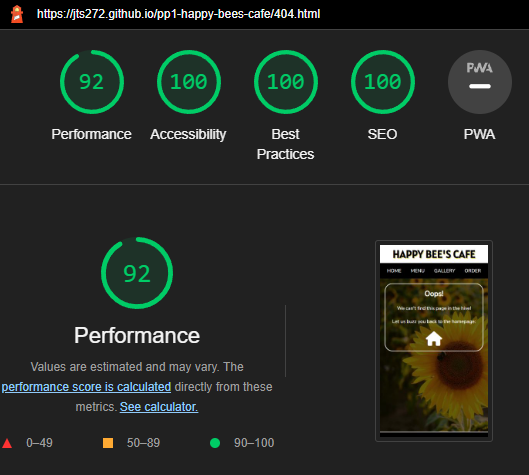 https://jts272.github.io/pp1-happy-bees-cafe/404.html
92
100
100
100
PWA
Performance
Accessibility
Best
Practices
SEO
PWA
92
Performance
Values are estimated and may vary. The
performance score is calculated directly from these
metrics. See calculator.
0–49
50–89
90–100
HAPPY BEE'S CAFE
HOME MENU GALLERY ORDER
Oops!
We can't find this page in the hive!
Let us buzz you back to the homepage!